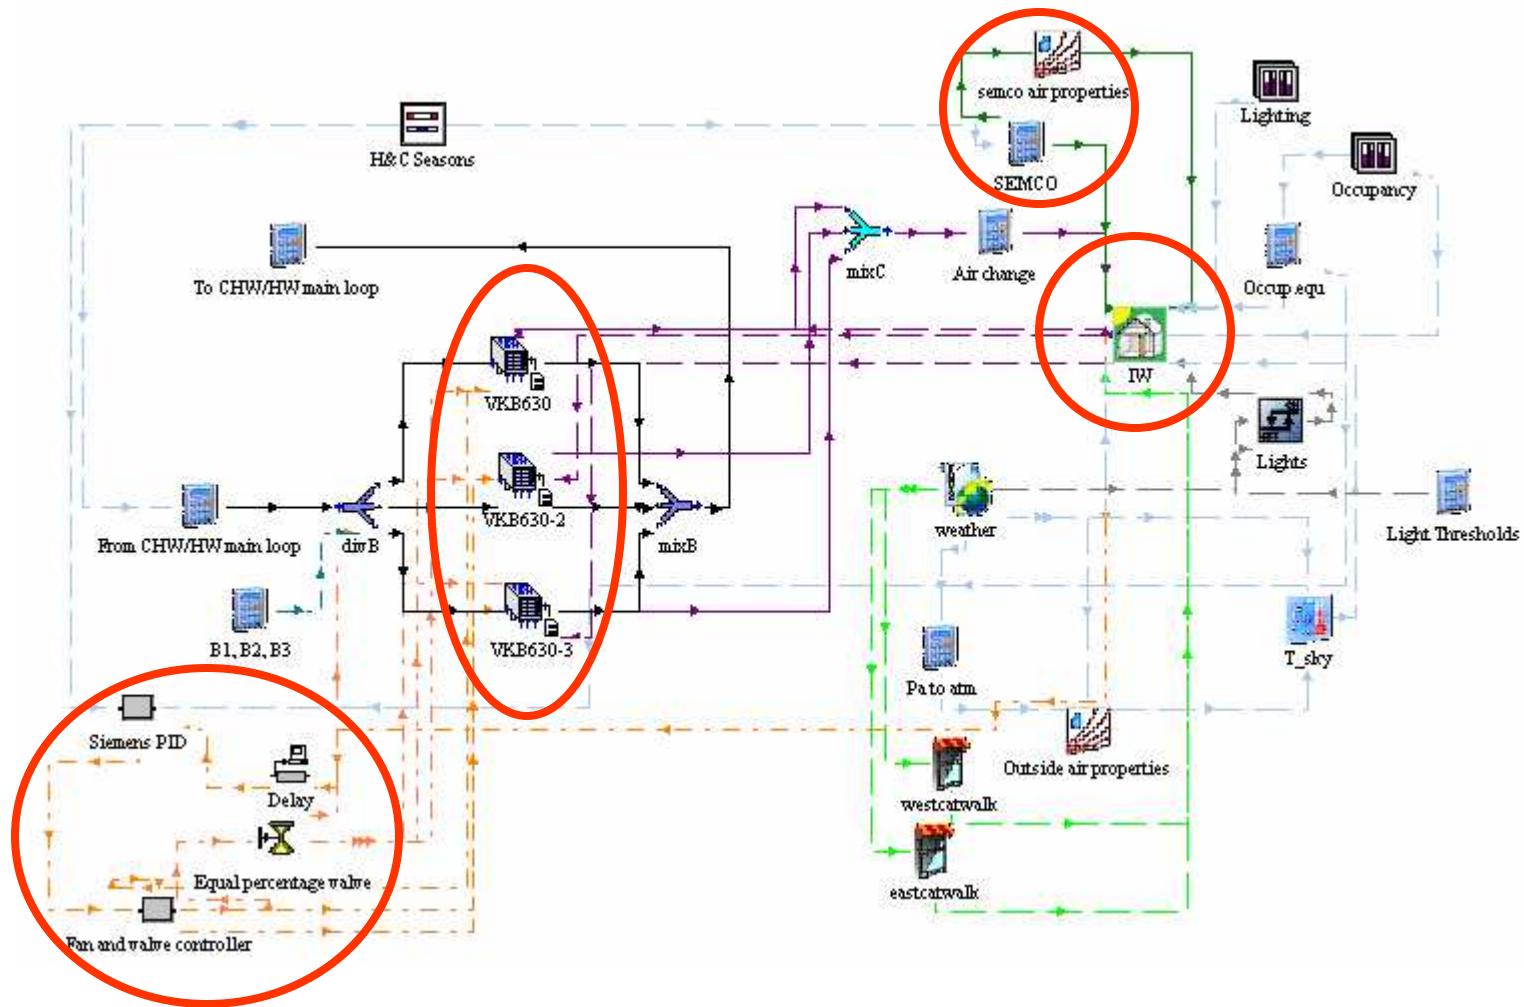 semco air properties
Lighting
H&C Seasons
SEMCO
Occupancy
To CHW/HW main loop
mixC
Air change
Occup.equ
IW
VKB630
Lights
VKB630-2
weather
Light Thresholds
From CHW/HW main loop
divB
mixB
B1, B2, B3
VKB630-3
T_sky
Pa to atm
Siemens PID
Outside air properties
Delay
westcatwalk
Equal percentage valve
eastcatwalk
Fan and valve controller